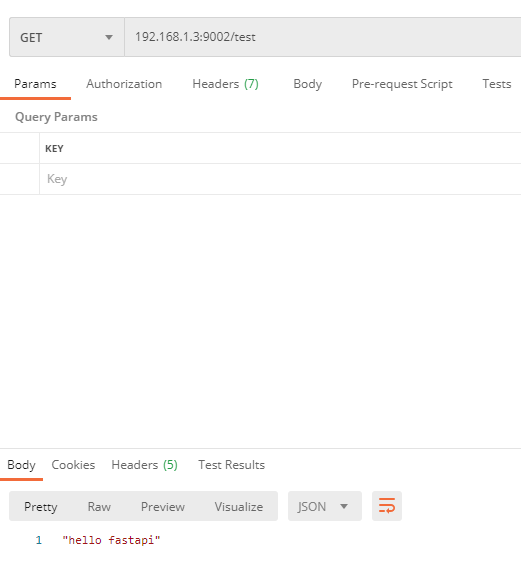 GET 192.168.1.3:9002/test
Params Authorization Headers (7) Body Pre-request Script Tests
Query Params
KEY
Key
Body Cookies Headers (5) Test Results
Pretty Raw Preview Visualize JSON
1 "hello fastapi"